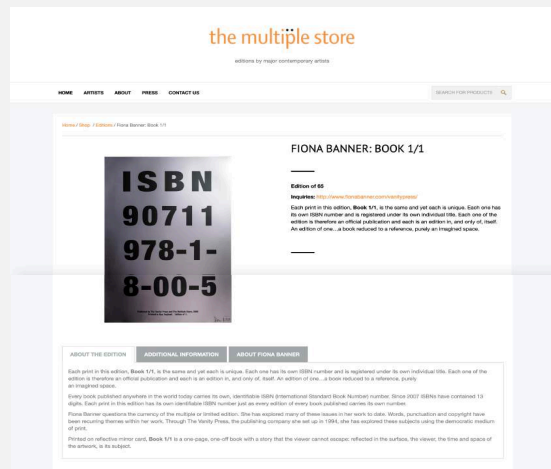 the multiple store
editions by major contemporary artists
HOME ARTISTS ABOUT PRESS CONTACT US
SEARCH FOR PRODUCTS
Home / Shop / Editions / Fiona Banner: Book 1/1
FIONA BANNER: BOOK 1/1
Edition of 65
Inquiries: http://www.fionabanner.com/vanitypress/
Each print in this edition, Book 1/1, is the same and yet each is unique. Each one has
its own ISBN number and is registered under its own individual title. Each one of the
edition is therefore an official publication and each is an edition in, and only of, itself.
An edition of one...a book reduced to a reference, purely an imagined space.
ISBN
90711
978-1-
8-00-5
ABOUT THE EDITION ADDITIONAL INFORMATION ABOUT FIONA BANNER
Each print in this edition, Book 1/1, is the same and yet each is unique. Each one has its own ISBN number and is registered under its own individual title. Each one of the
edition is therefore an official publication and each is an edition in, and only of, itself. An edition of one...a book reduced to a reference, purely
an imagined space.
Every book published anywhere in the world today carries its own, identifiable ISBN (International Standard Book Number) number. Since 2007 ISBNs have contained 13
digits. Each print in this edition has its own identifiable ISBN number just as every edition of every book published carries its own number.
Fiona Banner questions the currency of the multiple or limited edition. She has explored many of these issues in her work to date. Words, punctuation and copyright have
been recurring themes within her work. Through The Vanity Press, the publishing company she set up in 1994, she has explored these subjects using the democratic medium
of print.
Printed on reflective mirror card, Book 1/1 is a one-page, one-off book with a story that the viewer cannot escape; reflected in the surface, the viewer, the time and space of
the artwork, is its subject.